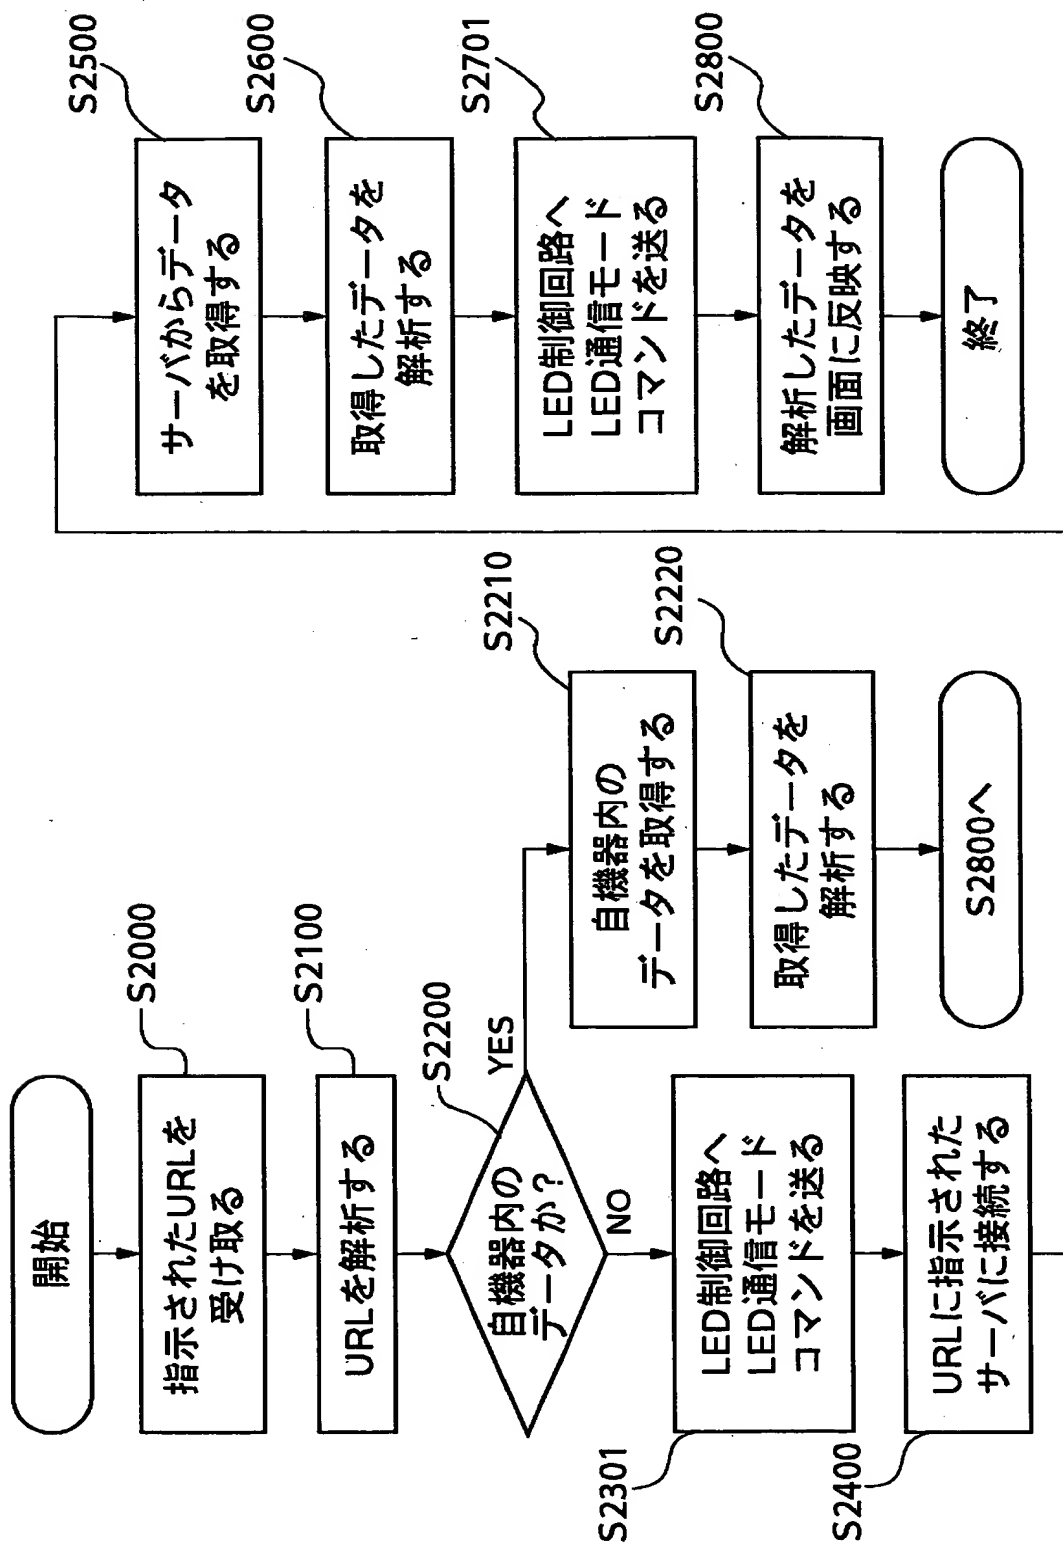 開始
S2000
指示されたURLを
受け取る
S2100
URLを解析する
S2200
自機器内の
データか?
YES
NO
S2210
自機器内の
データを取得する
S2220
取得したデータを
解析する
S2800へ
S2301
LED制御回路へ
LED通信モード
コマンドを送る
S2400
URLに指示された
サーバに接続する
S2500
サーバからデータ
を取得する
S2600
取得したデータを
解析する
S2701
LED制御回路へ
LED通信モード
コマンドを送る
S2800
解析したデータを
画面に反映する
終了